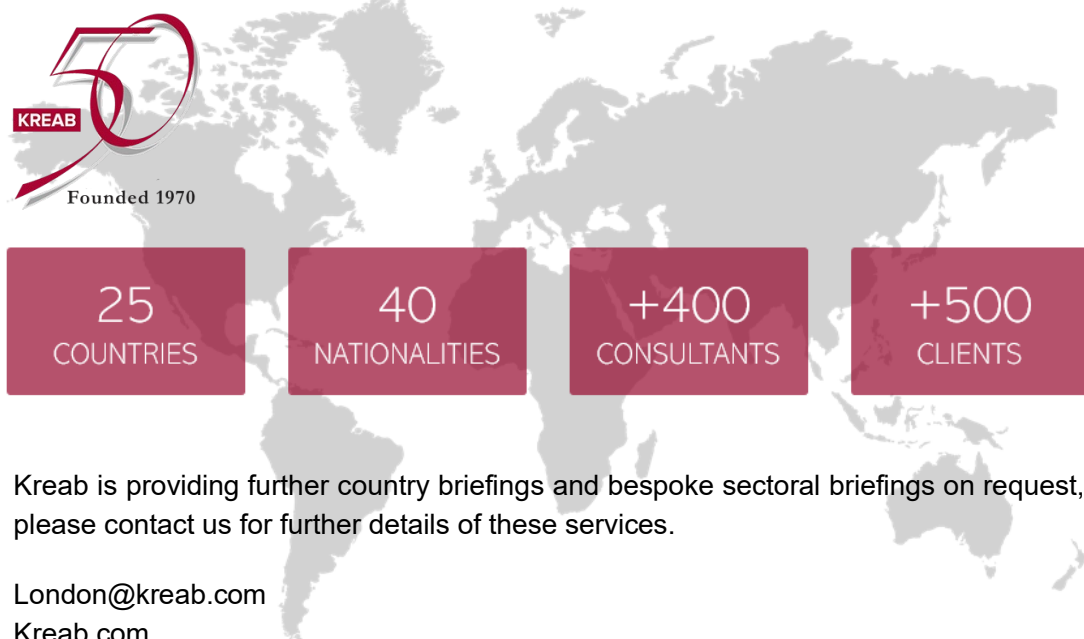 50
KREAB
Founded 1970
25
COUNTRIES
40
NATIONALITIES
+400
CONSULTANTS
+500
CLIENTS
Kreab is providing further country briefings and bespoke sectoral briefings on request,
please contact us for further details of these services.
London@kreab.com
Kreab.com